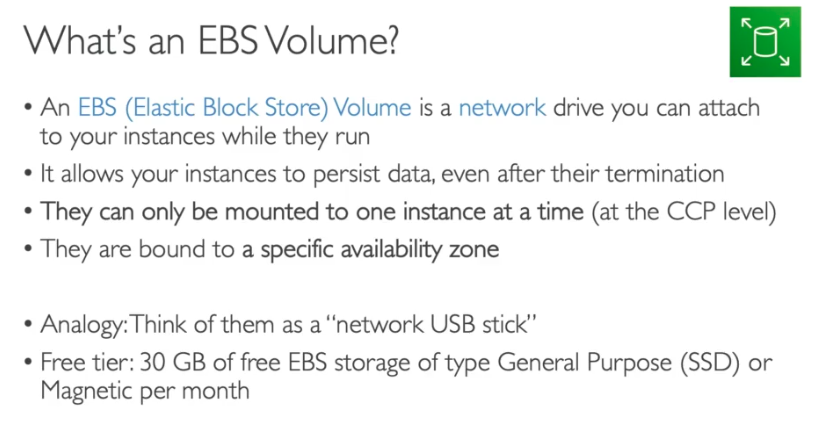 What's an EBS Volume?
• An EBS (Elastic Block Store) Volume is a network drive you can attach
to your instances while they run
• It allows your instances to persist data, even after their termination
• They can only be mounted to one instance at a time (at the CCP level)
• They are bound to a specific availability zone
• Analogy: Think of them as a "network USB stick"
• Free tier: 30 GB of free EBS storage of type General Purpose (SSD) or
Magnetic per month